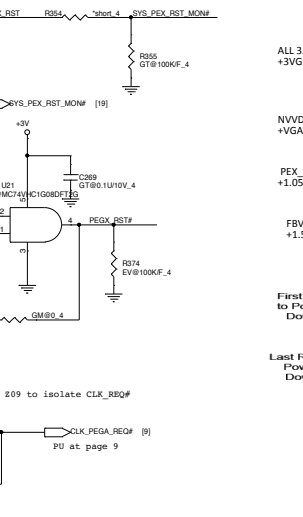 _RST R354 *short_4 SYS_PEX_RST_MON#
R355
GT@100K/F_4
SYS_PEX_RST_MON# [19]
+3V
C269
GT@0.1U/10V_4
U21
MC74VHC1G08DFT2G
5
2
1
4
3
PEGX_RST#
R374
EV@100K/F_4
GM@0_4
Z09 to isolate CLK_REQ#
CLK_PEGA_REQ# [9]
PU at page 9
ALL 3
+3VG
NVVD
+VGA
PEX_
+1.05
FBV
First
to Po
Do
Last R
Pow
Dow